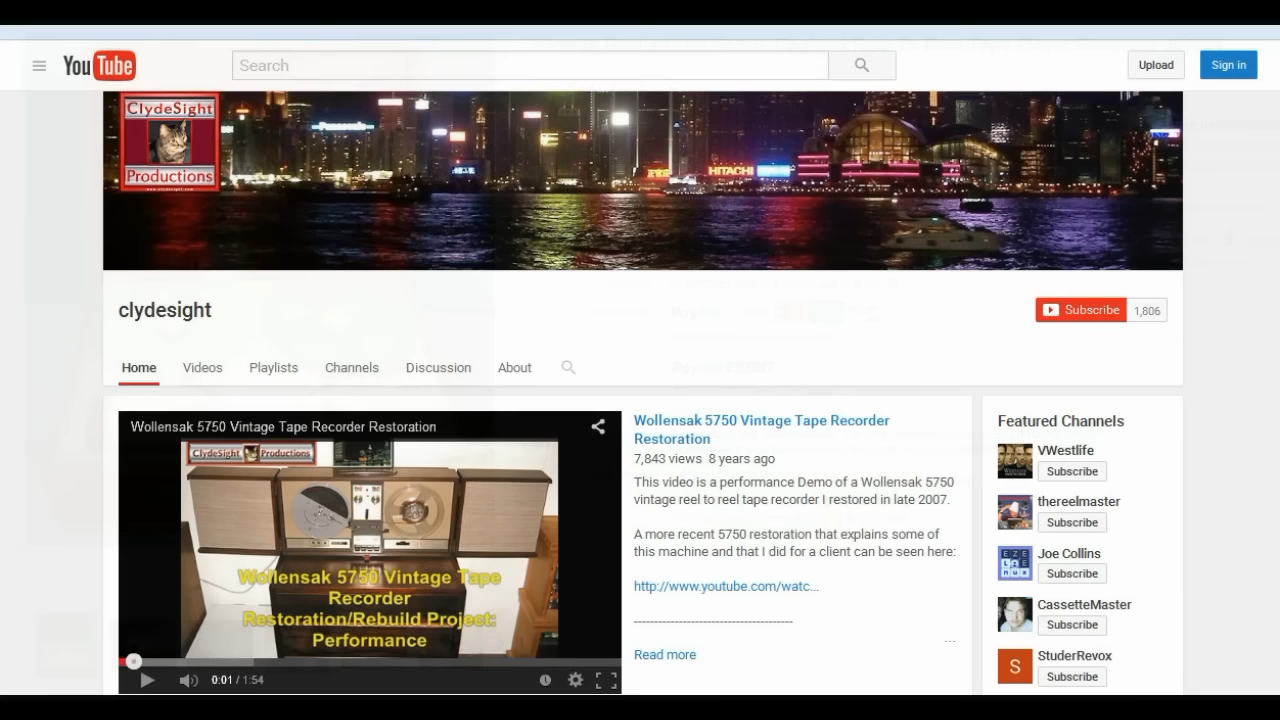 YouTube
Search
Upload
Sign in
ClydeSight
Productions
HITACHI
clydesight
Subscribe
1,806
Home
Videos
Playlists
Channels
Discussion
About
Wollensak 5750 Vintage Tape Recorder Restoration
ClydeSight Productions
Wollensak 5750 Vintage Tape
Recorder
Restoration/Rebuild Project:
Performance
0:01 / 1:54
Wollensak 5750 Vintage Tape Recorder
Restoration
7,843 views 8 years ago
This video is a performance Demo of a Wollensak 5750
vintage reel to reel tape recorder I restored in late 2007.
A more recent 5750 restoration that explains some of
this machine and that I did for a client can be seen here:
http://www.youtube.com/watc...
---------------------------------------
...
Read more
Featured Channels
VWestlife
Subscribe
thereelmaster
Subscribe
Joe Collins
Subscribe
CassetteMaster
Subscribe
S
StuderRevox
Subscribe